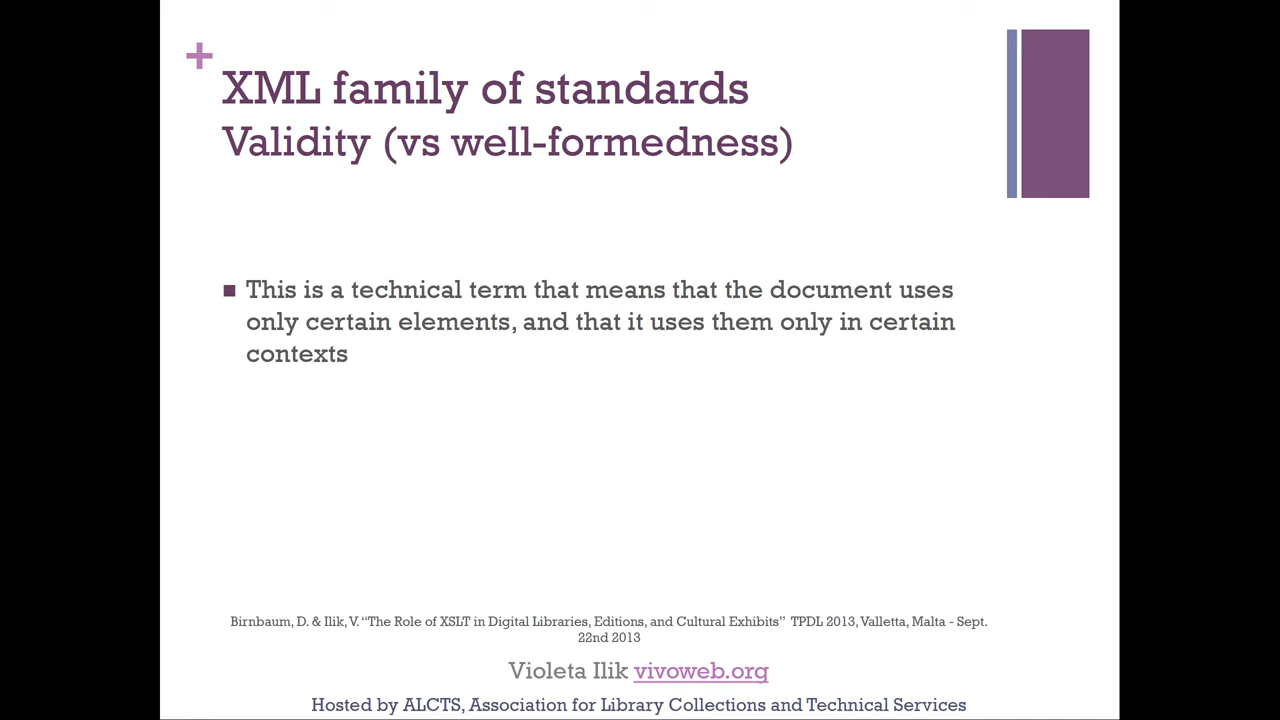 +
XML family of standards
Validity (vs well-formedness)
■ This is a technical term that means that the document uses
only certain elements, and that it uses them only in certain
contexts
Birnbaum, D. & Ilik, V. “The Role of XSLT in Digital Libraries, Editions, and Cultural Exhibits” TPDL 2013, Valletta, Malta - Sept.
22nd 2013
Violeta Ilik vivoweb.org
Hosted by ALCTS, Association for Library Collections and Technical Services